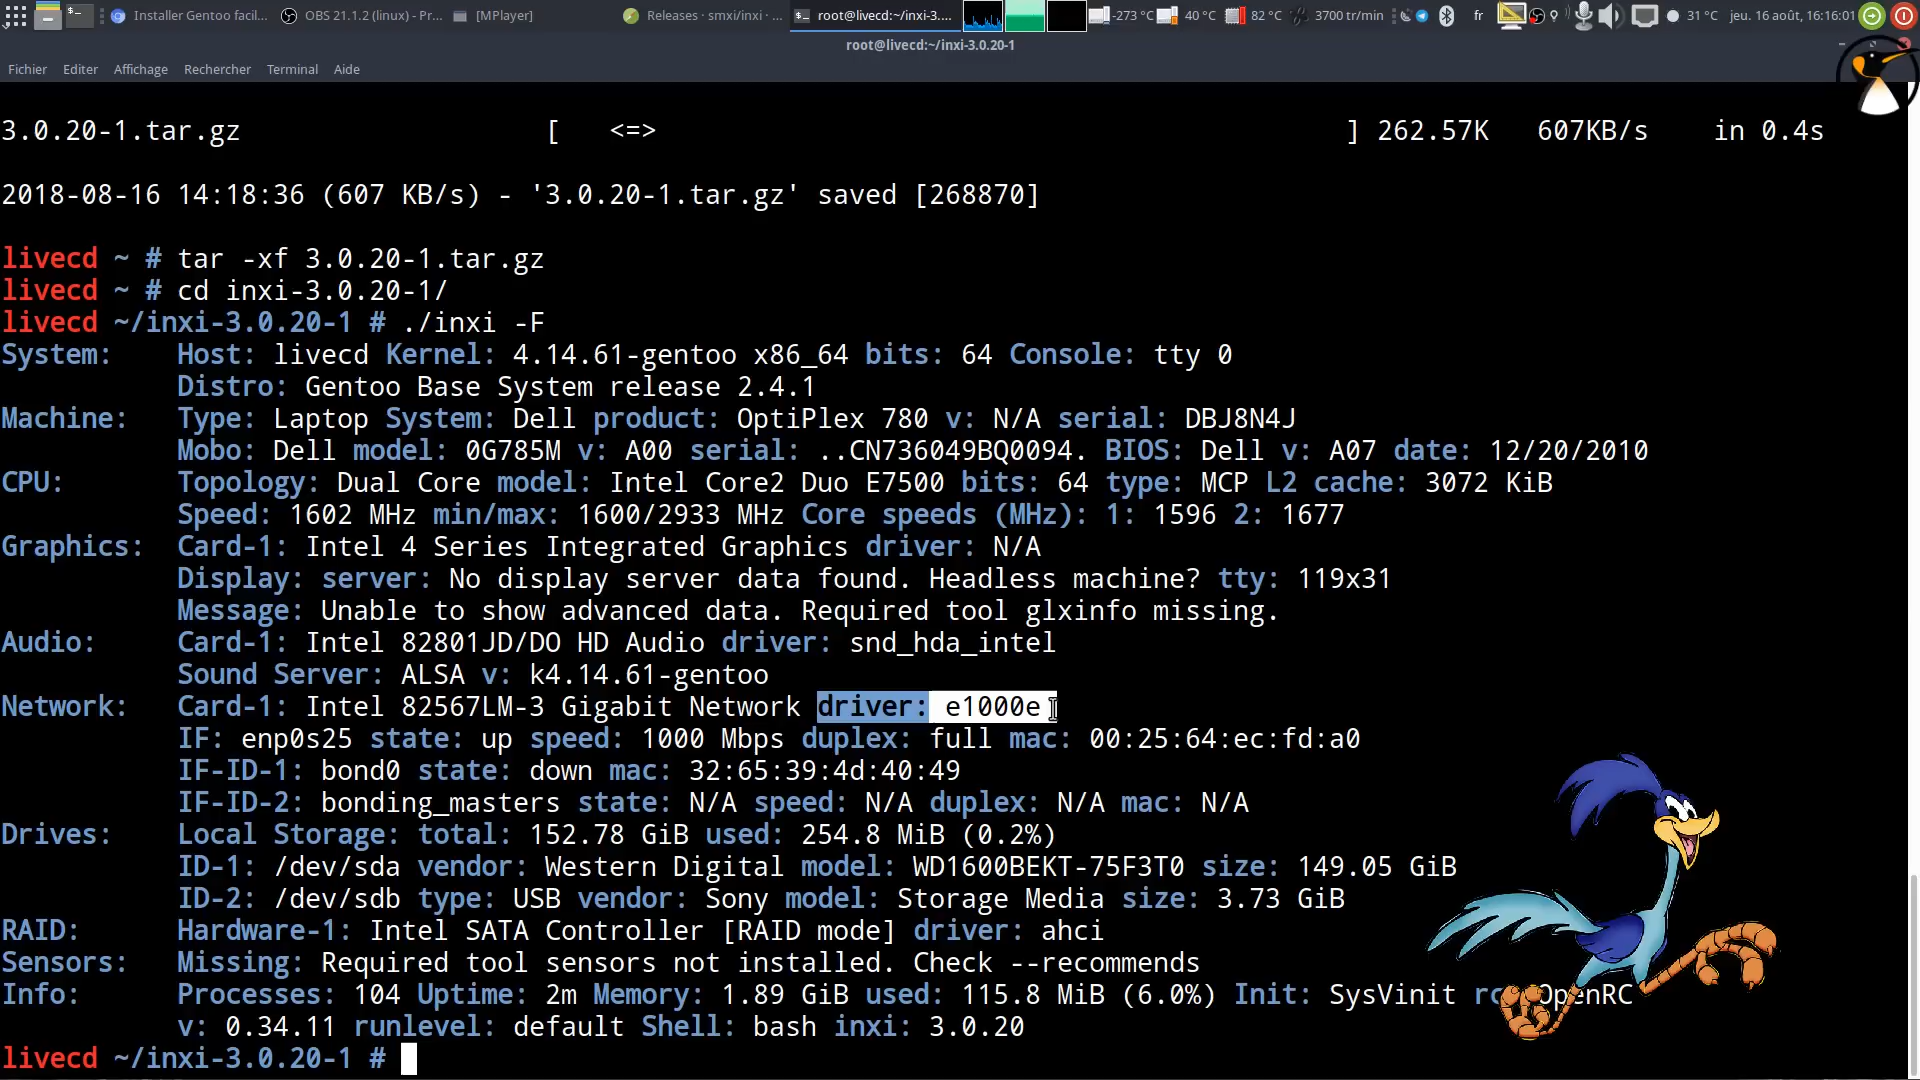 Installer Gentoo facil...
OBS 21.1.2 (linux) - Pr...
[MPlayer]
Releases · smxi/inxi · ...
root@livecd:~/inxi-3....
-273 °C
40 °C
82 °C
3700 tr/min
fr
31 °C
jeu. 16 août, 16:16:01
root@livecd:~/inxi-3.0.20-1
Fichier Editer Affichage Rechercher Terminal Aide
3.0.20-1.tar.gz [ <=> ] 262.57K 607KB/s in 0.4s
2018-08-16 14:18:36 (607 KB/s) - '3.0.20-1.tar.gz' saved [268870]
livecd ~ # tar -xf 3.0.20-1.tar.gz
livecd ~ # cd inxi-3.0.20-1/
livecd ~/inxi-3.0.20-1 # ./inxi -F
System: Host: livecd Kernel: 4.14.61-gentoo x86_64 bits: 64 Console: tty 0
Distro: Gentoo Base System release 2.4.1
Machine: Type: Laptop System: Dell product: OptiPlex 780 v: N/A serial: DBJ8N4J
Mobo: Dell model: 0G785M v: A00 serial: ..CN736049BQ0094. BIOS: Dell v: A07 date: 12/20/2010
CPU: Topology: Dual Core model: Intel Core2 Duo E7500 bits: 64 type: MCP L2 cache: 3072 KiB
Speed: 1602 MHz min/max: 1600/2933 MHz Core speeds (MHz): 1: 1596 2: 1677
Graphics: Card-1: Intel 4 Series Integrated Graphics driver: N/A
Display: server: No display server data found. Headless machine? tty: 119x31
Message: Unable to show advanced data. Required tool glxinfo missing.
Audio: Card-1: Intel 82801JD/DO HD Audio driver: snd_hda_intel
Sound Server: ALSA v: k4.14.61-gentoo
Network: Card-1: Intel 82567LM-3 Gigabit Network driver: e1000e
IF: enp0s25 state: up speed: 1000 Mbps duplex: full mac: 00:25:64:ec:fd:a0
IF-ID-1: bond0 state: down mac: 32:65:39:4d:40:49
IF-ID-2: bonding_masters state: N/A speed: N/A duplex: N/A mac: N/A
Drives: Local Storage: total: 152.78 GiB used: 254.8 MiB (0.2%)
ID-1: /dev/sda vendor: Western Digital model: WD1600BEKT-75F3T0 size: 149.05 GiB
ID-2: /dev/sdb type: USB vendor: Sony model: Storage Media size: 3.73 GiB
RAID: Hardware-1: Intel SATA Controller [RAID mode] driver: ahci
Sensors: Missing: Required tool sensors not installed. Check --recommends
Info: Processes: 104 Uptime: 2m Memory: 1.89 GiB used: 115.8 MiB (6.0%) Init: SysVinit rc OpenRC
v: 0.34.11 runlevel: default Shell: bash inxi: 3.0.20
livecd ~/inxi-3.0.20-1 #